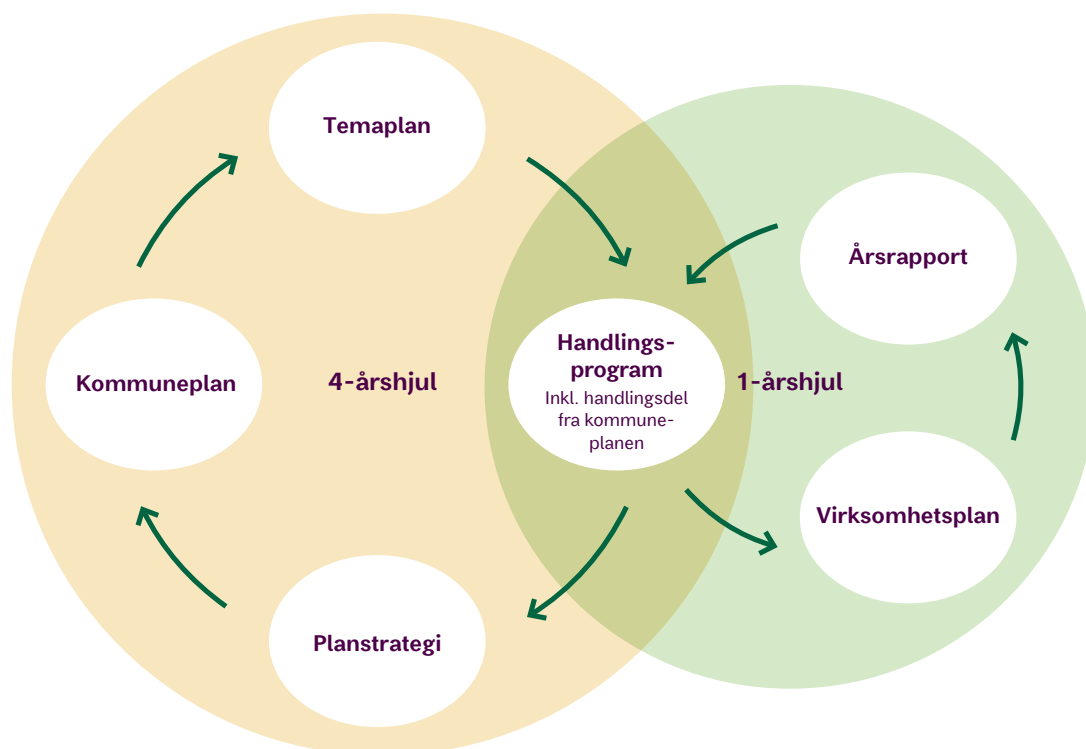 Temaplan
Årsrapport
Handlings-
program
Inkl. handlingsdel
fra kommune-
planen
Kommuneplan
4-årshjul
1-årshjul
Virksomhetsplan
Planstrategi